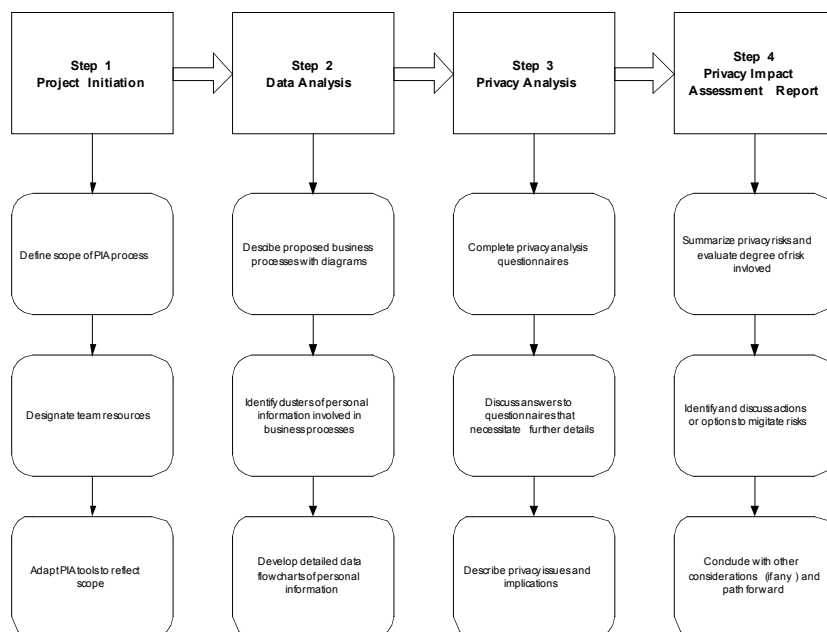 Step 1
Project Initiation
Step 2
Data Analysis
Step 3
Privacy Analysis
Step 4
Privacy Impact
Assessment Report
Define scope of PIA process
Descibe proposed business
processes with diagrams
Complete privacy analysis
questionnaires
Summarize privacy risks and
evaluate degree of risk
invloved
Designate team resources
Identify clusters of personal
information involved in
business processes
Discuss answers to
questionnaires that
necessitate further details
Identify and discuss actions
or options to migitate risks
Adapt PIA tools to reflect
scope
Develop detailed data
flowcharts of personal
information
Describe privacy issues and
implications
Conclude with other
considerations (if any ) and
path forward